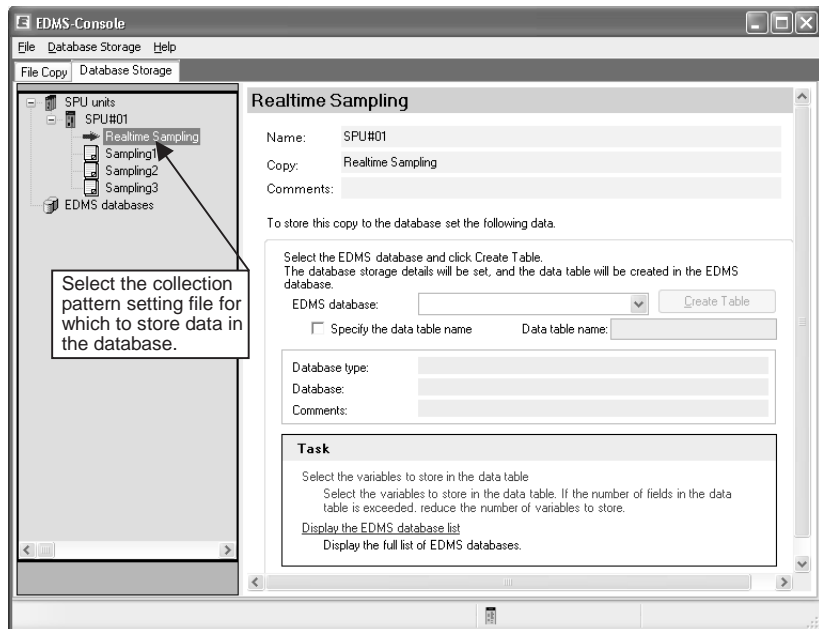 EDMS-Console
File Database Storage Help
File Copy Database Storage
SPU units
SPU#01
Realtime Sampling
Sampling1
Sampling2
Sampling3
EDMS databases
Select the collection
pattern setting file for
which to store data in
the database.
Realtime Sampling
Name: SPU#01
Copy: Realtime Sampling
Comments:
To store this copy to the database set the following data.
Select the EDMS database and click Create Table.
The database storage details will be set, and the data table will be created in the EDMS
database.
EDMS database: Create Table
Specify the data table name Data table name:
Database type:
Database:
Comments:
Task
Select the variables to store in the data table
Select the variables to store in the data table. If the number of fields in the data
table is exceeded, reduce the number of variables to store.
Display the EDMS database list
Display the full list of EDMS databases.